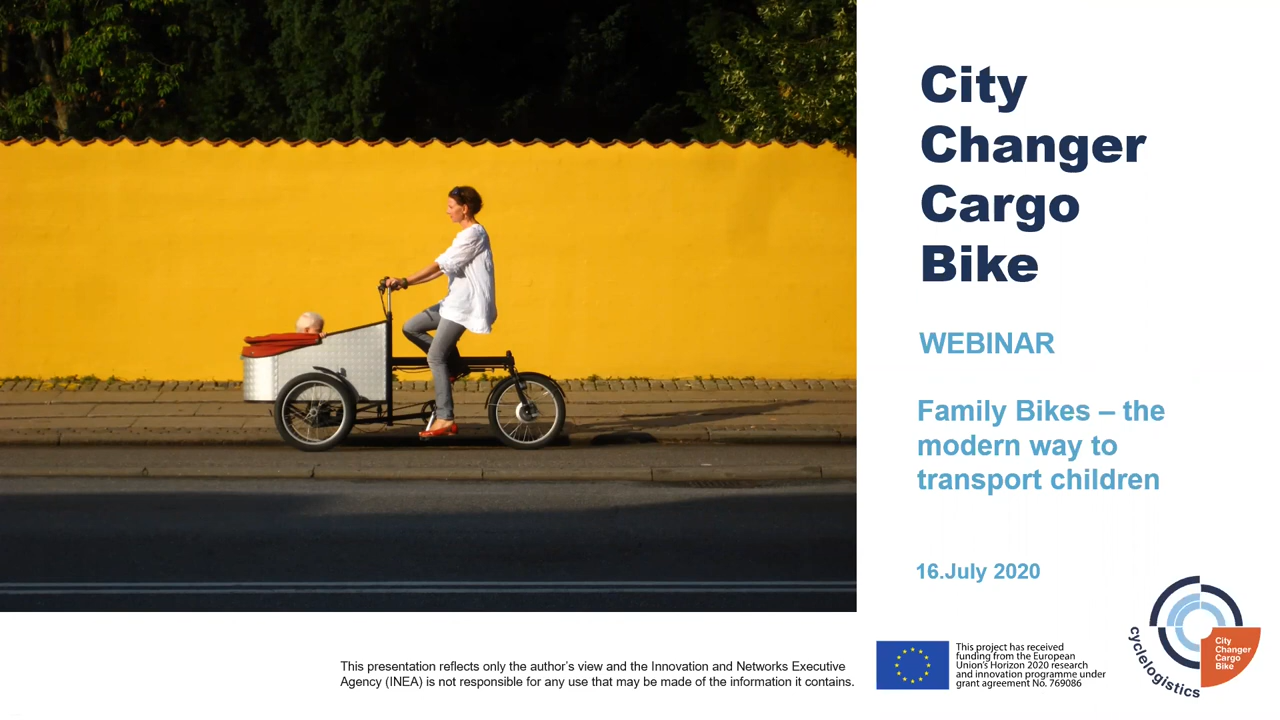 City
Changer
Cargo
Bike
WEBINAR
Family Bikes – the
modern way to
transport children
16.July 2020
This presentation reflects only the author's view and the Innovation and Networks Executive
Agency (INEA) is not responsible for any use that may be made of the information it contains.
This project has received
funding from the European
Union's Horizon 2020 research
and innovation programme under
grant agreement No. 769086
cyclelogistics
City
Changer
Cargo
Bike